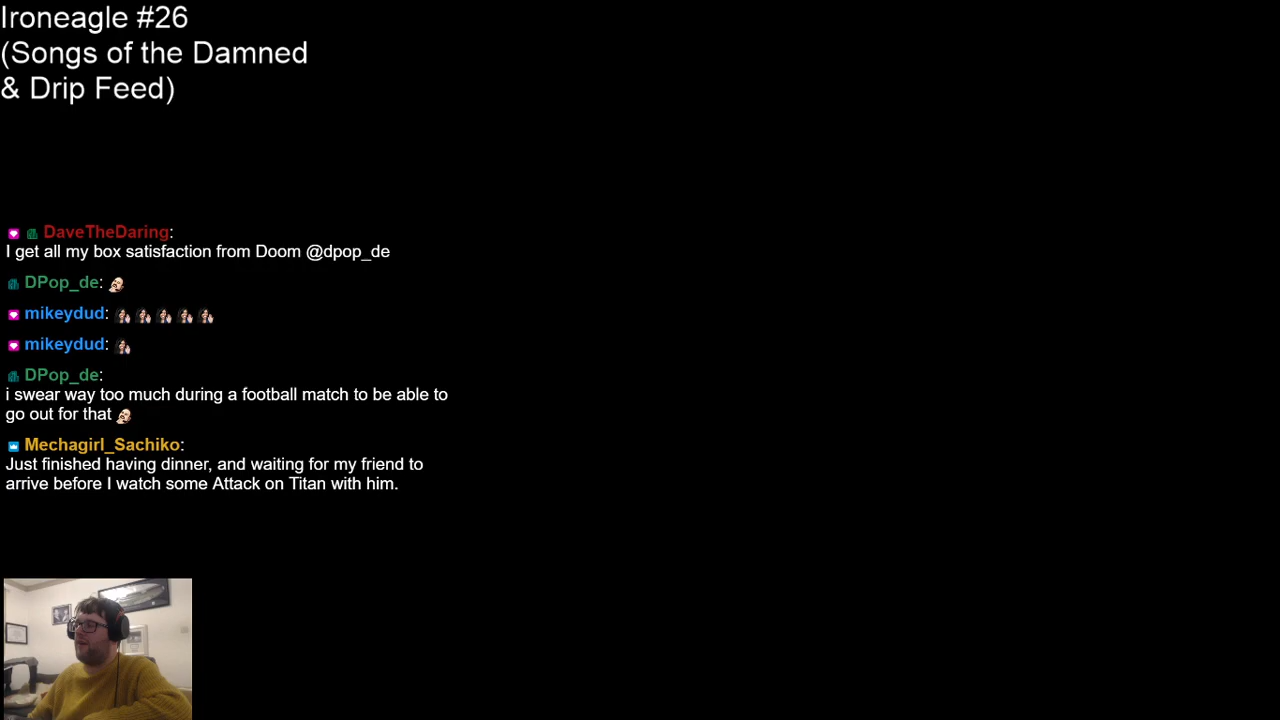 Ironeagle #26
(Songs of the Damned
& Drip Feed)
DaveTheDaring:
I get all my box satisfaction from Doom @dpop_de
DPop_de:
mikeydud:
mikeydud:
DPop_de:
i swear way too much during a football match to be able to
go out for that
Mechagirl_Sachiko:
Just finished having dinner, and waiting for my friend to
arrive before I watch some Attack on Titan with him.